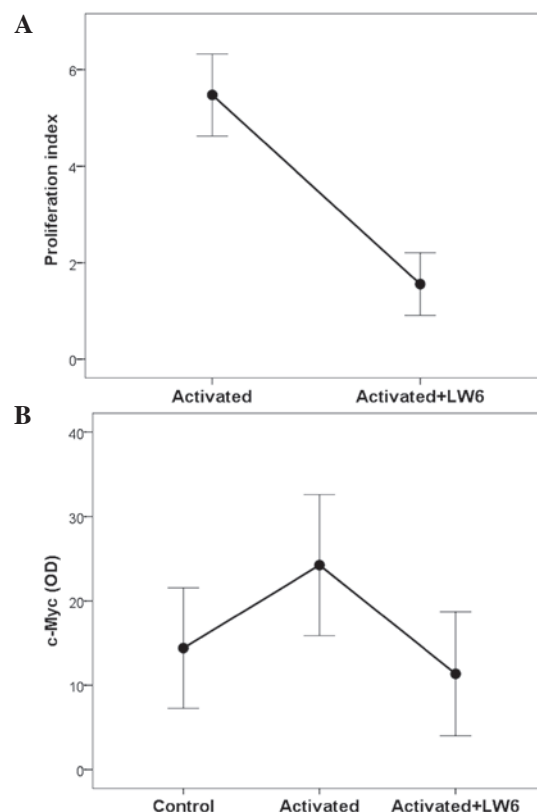 A
Proliferation index
6
4
2
0
Activated Activated+LW6
B
c-Myc (OD)
40
30
20
10
0
Control Activated Activated+LW6